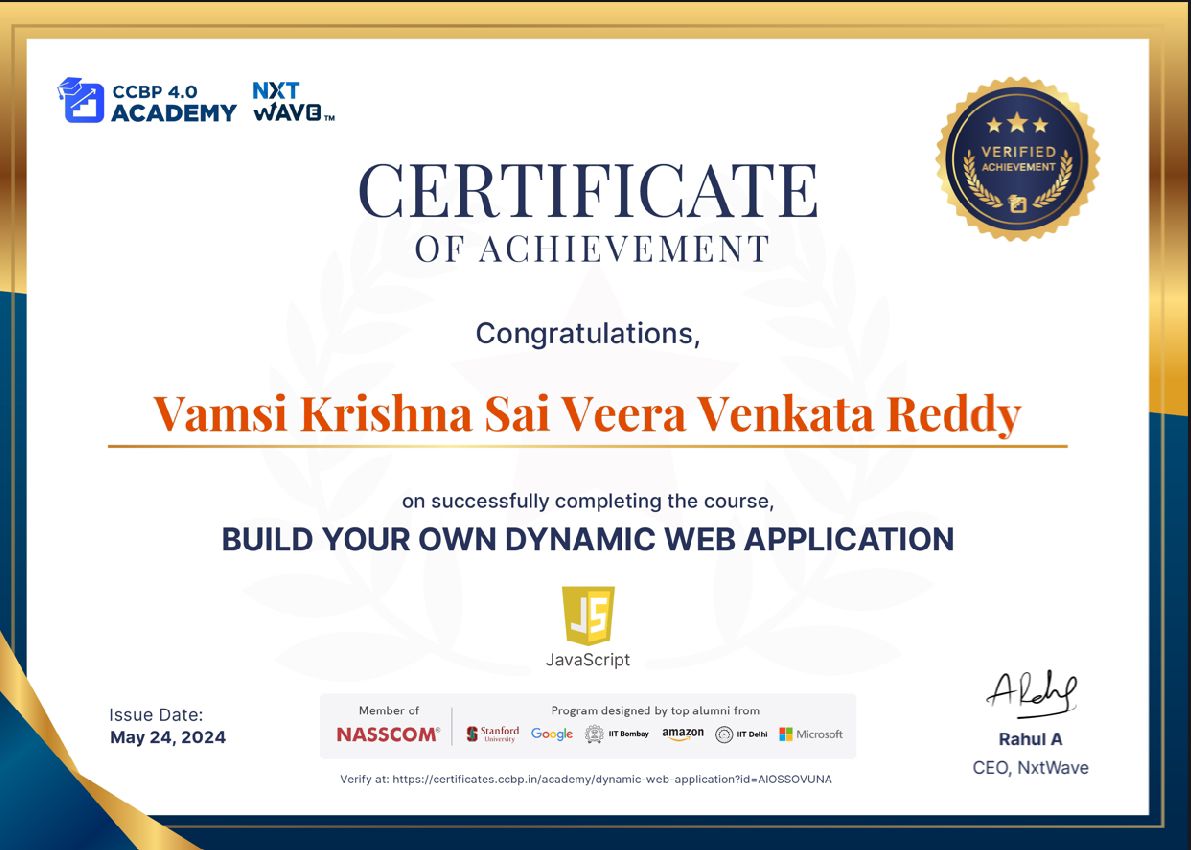 CCBP 4.0
ACADEMY
NXT
WAVE™
VERIFIED
ACHIEVEMENT
CERTIFICATE
OF ACHIEVEMENT
Congratulations,
Vamsi Krishna Sai Veera Venkata Reddy
on successfully completing the course,
BUILD YOUR OWN DYNAMIC WEB APPLICATION
JS
JavaScript
Issue Date:
May 24, 2024
Member of
NASSCOM®
Program designed by top alumni from
Stanford
University
Google
IIT Bombay
amazon
IIT Delhi
Microsoft
Verify at: https://certificates.ccbp.in/academy/dynamic-web-application?id=AIOSSOVUNA
Rahul A
CEO, NxtWave